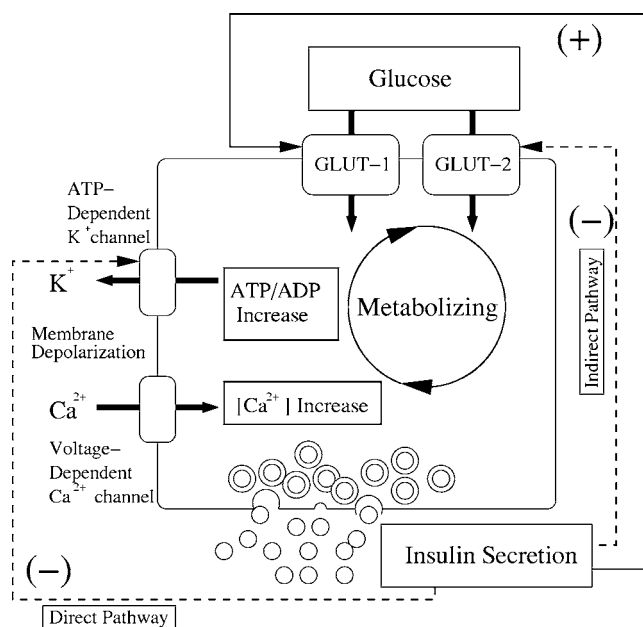 (+)
Glucose
GLUT−1
GLUT−2
ATP−
Dependent
K⁺channel
(−)
K⁺
ATP/ADP
Increase
Metabolizing
Indirect Pathway
Membrane
Depolarization
Ca²⁺
[Ca²⁺] Increase
Voltage−
Dependent
Ca²⁺ channel
(−)
Insulin Secretion
Direct Pathway